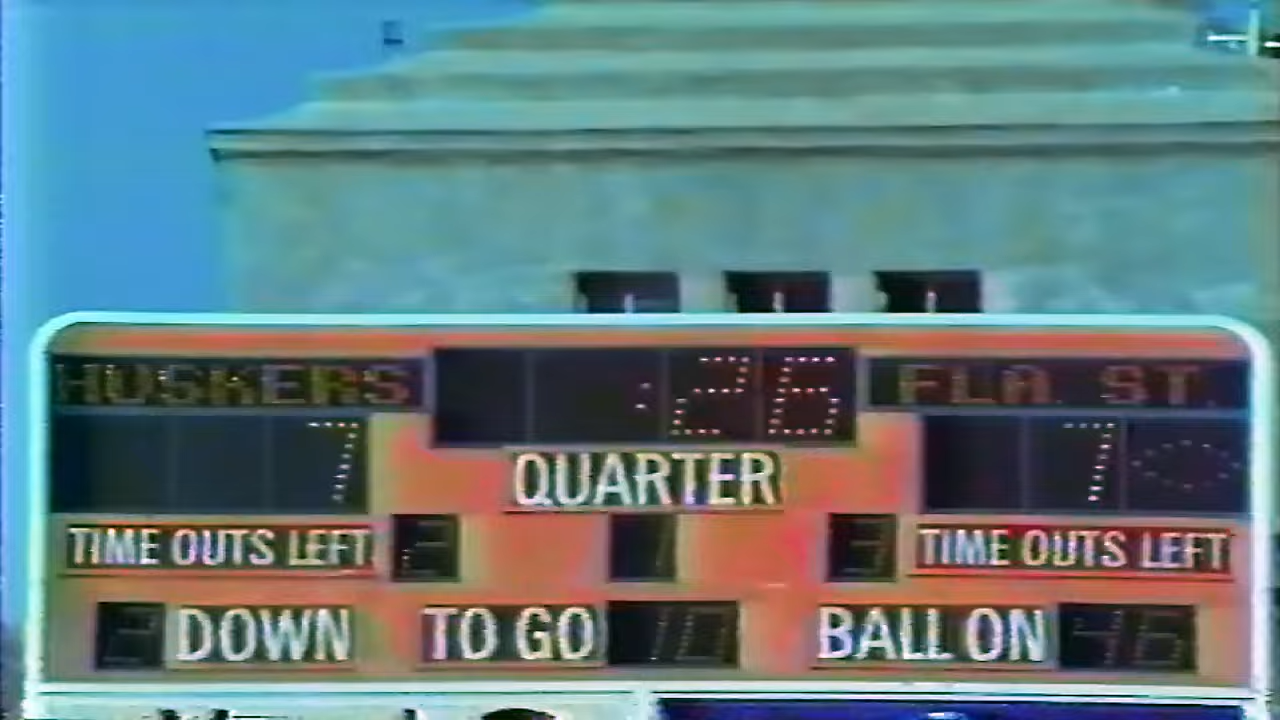 HUSKERS :26 FLA. ST.
7 7
QUARTER
TIME OUTS LEFT 2 1 3 TIME OUTS LEFT
2 DOWN TO GO 10 BALL ON 46